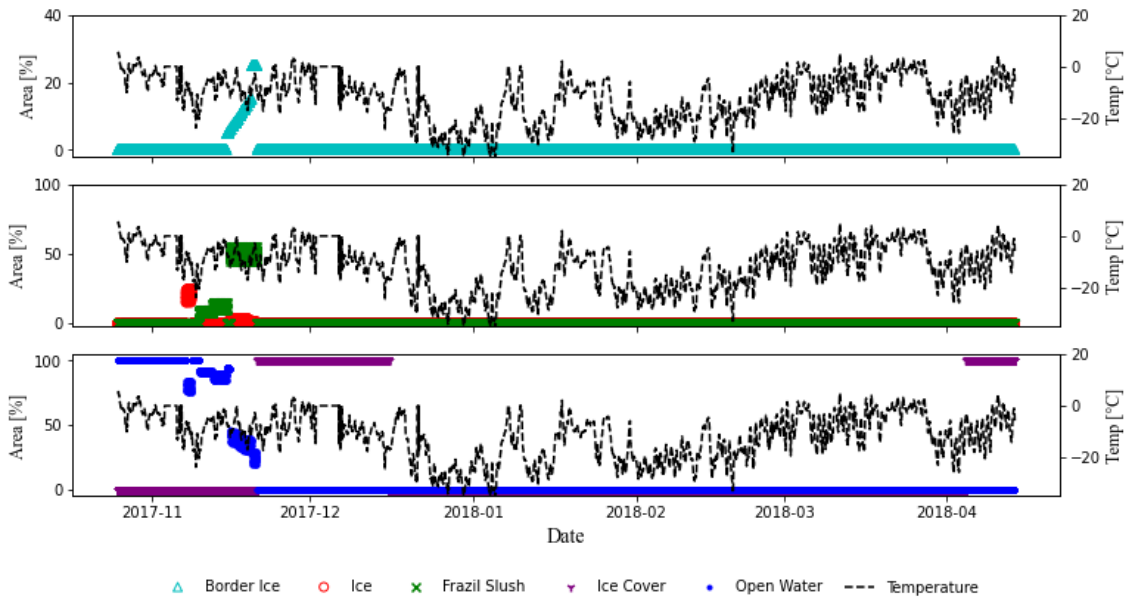 40
20
0
Area [%]
20
0
−20
Temp [°C]
100
50
0
Area [%]
20
0
−20
Temp [°C]
100
50
0
Area [%]
20
0
−20
Temp [°C]
2017-11 2017-12 2018-01 2018-02 2018-03 2018-04
Date
Border Ice Ice Frazil Slush Ice Cover Open Water Temperature